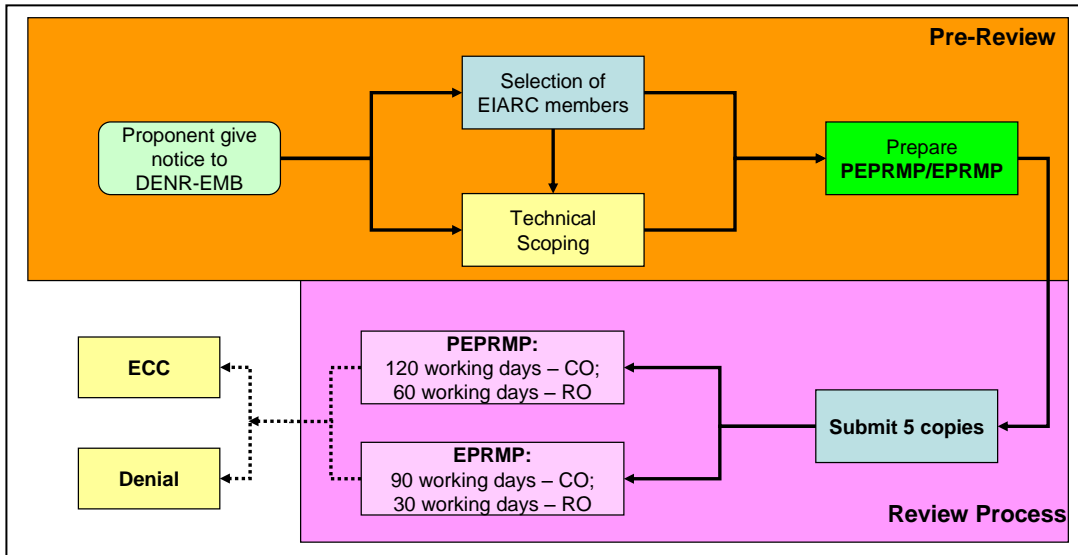 Pre-Review
Selection of
EIARC members
Proponent give
notice to
DENR-EMB
Prepare
PEPRMP/EPRMP
Technical
Scoping
PEPRMP:
120 working days – CO;
60 working days – RO
ECC
Submit 5 copies
EPRMP:
90 working days – CO;
30 working days – RO
Denial
Review Process